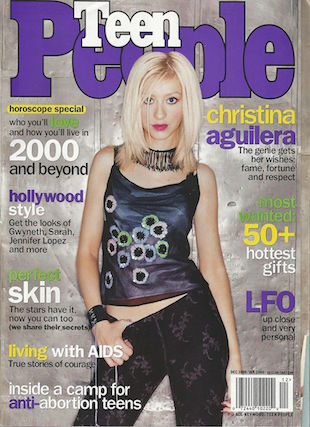 Teen
People
horoscope special
who you'll love
and how you'll live in
2000
and beyond
hollywood
style
Get the looks of
Gwyneth, Sarah,
Jennifer Lopez
and more
perfect
skin
The stars have it,
now you can too
(we share their secrets)
living with AIDS
True stories of courage
inside a camp for
anti-abortion teens
christina
aguilera
The genie gets
her wishes:
fame, fortune
and respect
most
wanted:
50+
hottest
gifts
LFO
up close
and very
personal